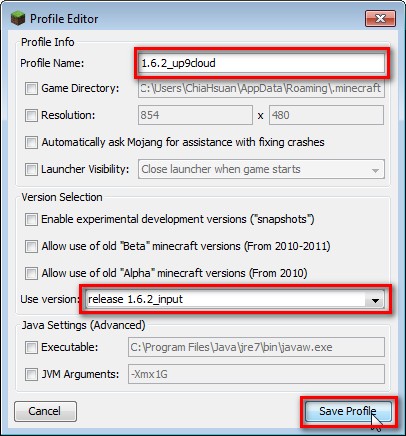 Profile Editor
Profile Info
Profile Name: 1.6.2_up9cloud
Game Directory: C:\Users\ChiaHsuan\AppData\Roaming\.minecraft
Resolution: 854 x 480
Automatically ask Mojang for assistance with fixing crashes
Launcher Visibility: Close launcher when game starts
Version Selection
Enable experimental development versions ("snapshots")
Allow use of old "Beta" minecraft versions (From 2010-2011)
Allow use of old "Alpha" minecraft versions (From 2010)
Use version: release 1.6.2_input
Java Settings (Advanced)
Executable: C:\Program Files\Java\jre7\bin\javaw.exe
JVM Arguments: -Xmx1G
Cancel Save Profile